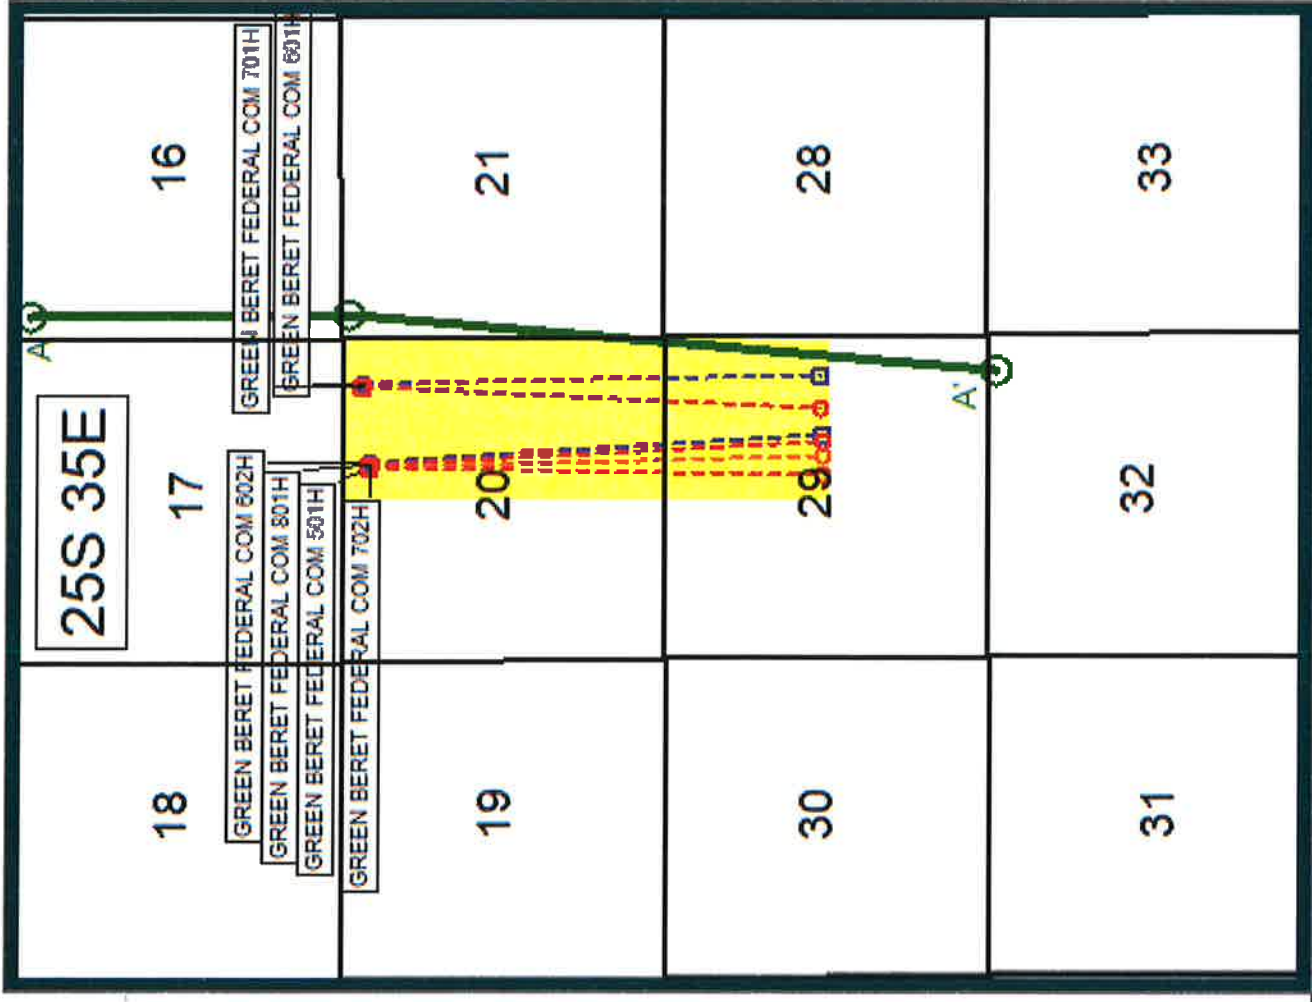 A
25S 35E
18
17
16
GREEN BERET FEDERAL COM 602H
GREEN BERET FEDERAL COM 701H
GREEN BERET FEDERAL COM 801H
GREEN BERET FEDERAL COM 601H
GREEN BERET FEDERAL COM 501H
GREEN BERET FEDERAL COM 702H
19
20
21
30
29
28
A'
31
32
33